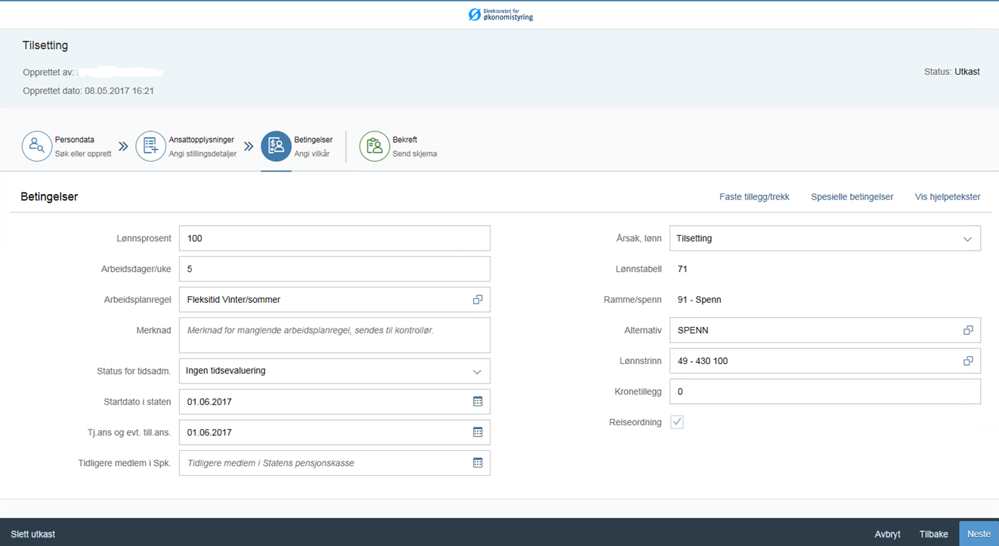 Direktoratet for
økonomistyring
Tilsetting
Opprettet av:
Status: Utkast
Opprettet dato: 08.05.2017 16:21
Persondata
Søk eller opprett
Ansattopplysninger
Angi stillingsdetaljer
Betingelser
Angi vilkår
Bekreft
Send skjema
Betingelser
Faste tillegg/trekk
Spesielle betingelser
Vis hjelpetekster
Lønnsprosent 100
Arbeidsdager/uke 5
Arbeidsplanregel Fleksitid Vinter/sommer
Merknad Merknad for manglende arbeidsplanregel, sendes til kontrollør.
Status for tidsadm. Ingen tidsevaluering
Startdato i staten 01.06.2017
Tj.ans og evt. till.ans. 01.06.2017
Tidligere medlem i Spk. Tidligere medlem i Statens pensjonskasse
Årsak, lønn Tilsetting
Lønnstabell 71
Ramme/spenn 91 - Spenn
Alternativ SPENN
Lønnstrinn 49 - 430 100
Kronetillegg 0
Reiseordning
Slett utkast
Avbryt
Tilbake
Neste